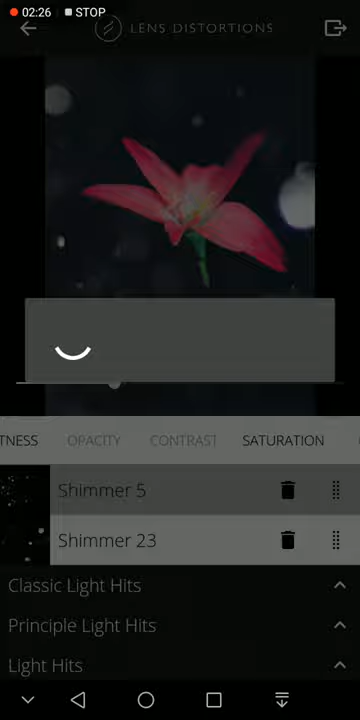 02:26 STOP
LENS DISTORTIONS
TNESS OPACITY CONTRAST SATURATION
Shimmer 5
Shimmer 23
Classic Light Hits
Principle Light Hits
Light Hits